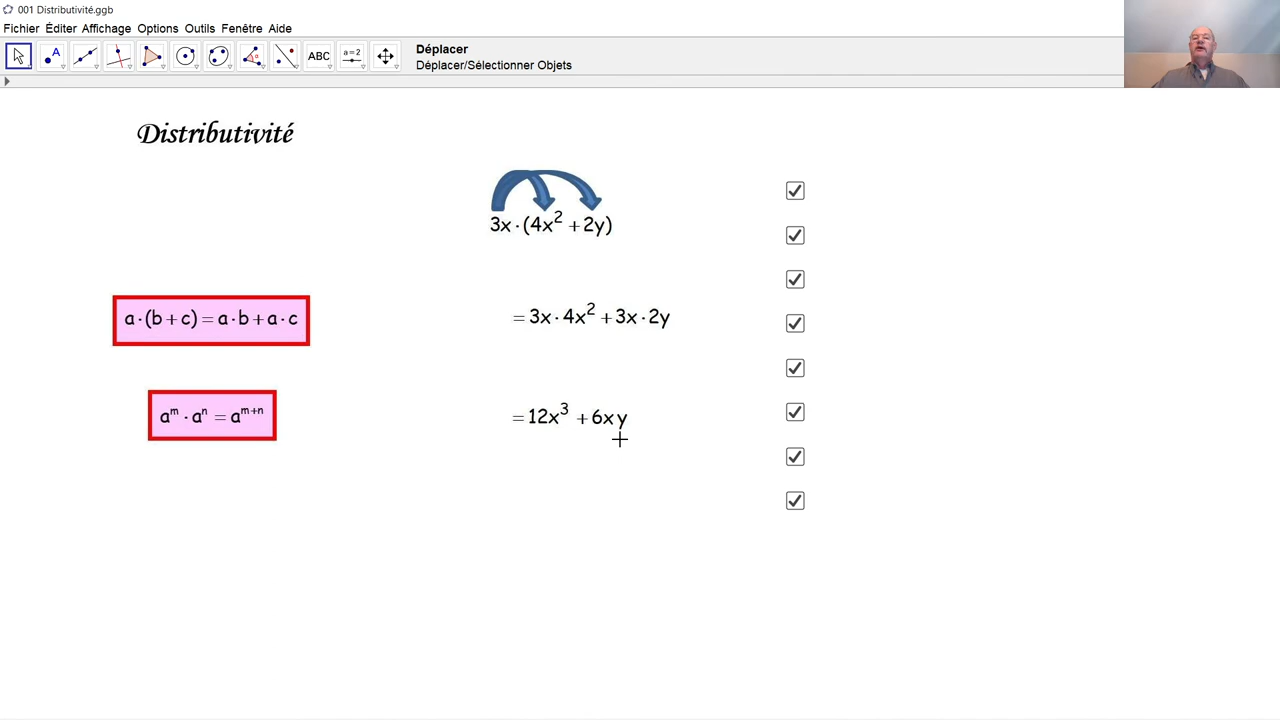 001 Distributivité.ggb
Fichier Éditer Affichage Options Outils Fenêtre Aide
A
α
ABC
a=2
Déplacer
Déplacer/Sélectionner Objets
Distributivité
3x·(4x²+2y)
a·(b+c)=a·b+a·c
=3x·4x²+3x·2y
aᵐ·aⁿ=aᵐ⁺ⁿ
=12x³+6xy